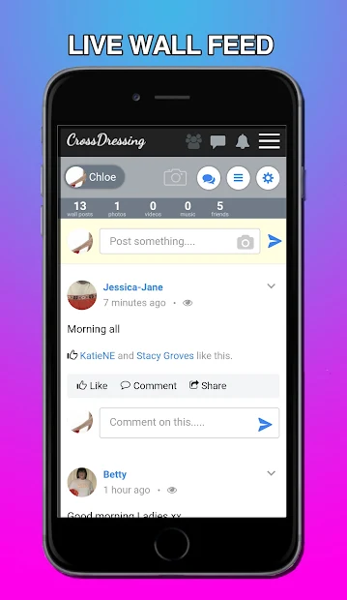 LIVE WALL FEED
CrossDressing
Chloe
13 1 0 0 5
wall posts photos videos music friends
Post something....
Jessica-Jane
7 minutes ago •
Morning all
KatieNE and Stacy Groves like this.
Like Comment Share
Comment on this.....
Betty
1 hour ago •
Good morning Ladies xx